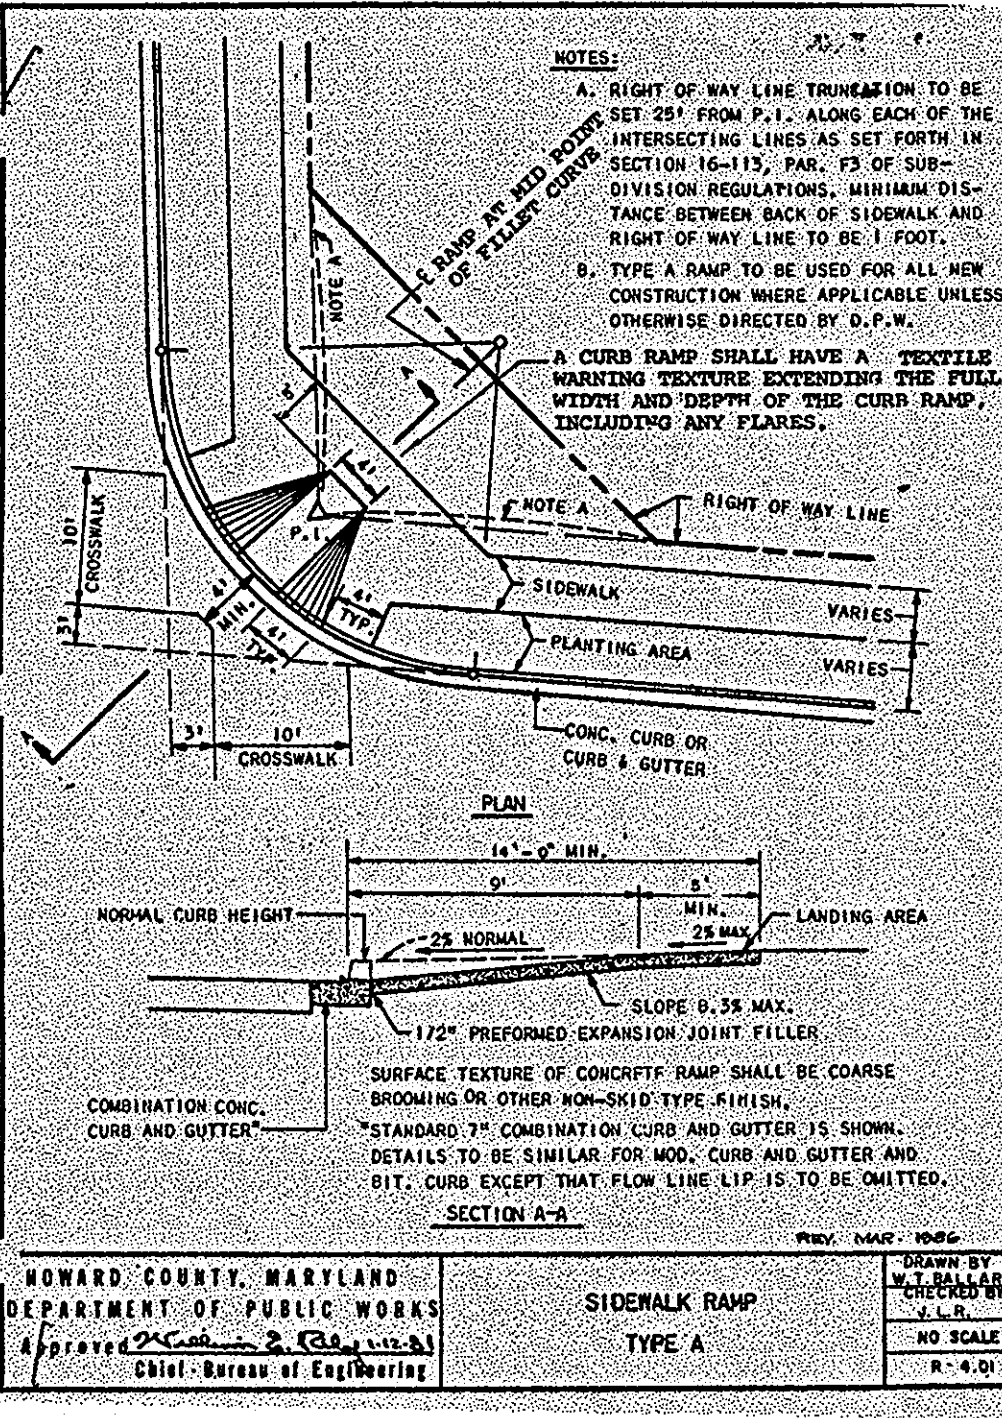 NOTES:
A. RIGHT OF WAY LINE TRUNCATION TO BE
SET 25' FROM P.I. ALONG EACH OF THE
INTERSECTING LINES AS SET FORTH IN
SECTION 16-113, PAR. F3 OF SUB-
DIVISION REGULATIONS. MINIMUM DIS-
TANCE BETWEEN BACK OF SIDEWALK AND
RIGHT OF WAY LINE TO BE 1 FOOT.
B. TYPE A RAMP TO BE USED FOR ALL NEW
CONSTRUCTION WHERE APPLICABLE UNLESS
OTHERWISE DIRECTED BY D.P.W.
A CURB RAMP SHALL HAVE A TEXTILE
WARNING TEXTURE EXTENDING THE FULL
WIDTH AND DEPTH OF THE CURB RAMP,
INCLUDING ANY FLARES.
℄ RAMP AT MID POINT
OF FILLET CURVE
NOTE A
A
4'
P.I.
NOTE A
RIGHT OF WAY LINE
10'
CROSSWALK
3'
4'
MIN.
4'
TYP.
4'
TYP.
SIDEWALK
VARIES
PLANTING AREA
VARIES
A
3'
10'
CROSSWALK
CONC. CURB OR
CURB & GUTTER
PLAN
14'-0" MIN.
9'
5'
MIN.
NORMAL CURB HEIGHT
2% NORMAL
2% MAX
LANDING AREA
SLOPE 8.3% MAX.
1/2" PREFORMED EXPANSION JOINT FILLER
SURFACE TEXTURE OF CONCRETE RAMP SHALL BE COARSE
BROOMING OR OTHER NON-SKID TYPE FINISH.
COMBINATION CONC.
CURB AND GUTTER*
*STANDARD 7" COMBINATION CURB AND GUTTER IS SHOWN.
DETAILS TO BE SIMILAR FOR MOD. CURB AND GUTTER AND
BIT. CURB EXCEPT THAT FLOW LINE LIP IS TO BE OMITTED.
SECTION A-A
REV. MAR. 1986
HOWARD COUNTY, MARYLAND
DEPARTMENT OF PUBLIC WORKS
Approved William E. 1-12-81
Chief - Bureau of Engineering
SIDEWALK RAMP
TYPE A
DRAWN BY
W.T. BALLAR
CHECKED BY
J.L.R.
NO SCALE
R - 4.01